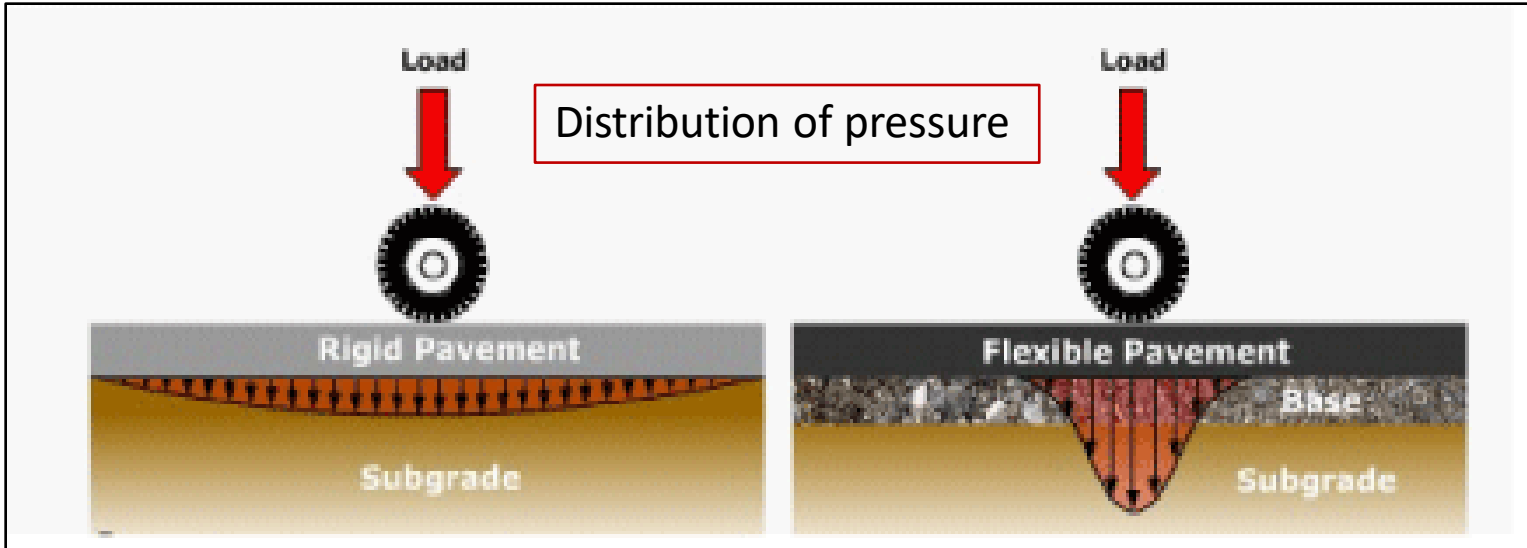 Load
Load
Distribution of pressure
Rigid Pavement
Flexible Pavement
Base
Subgrade
Subgrade